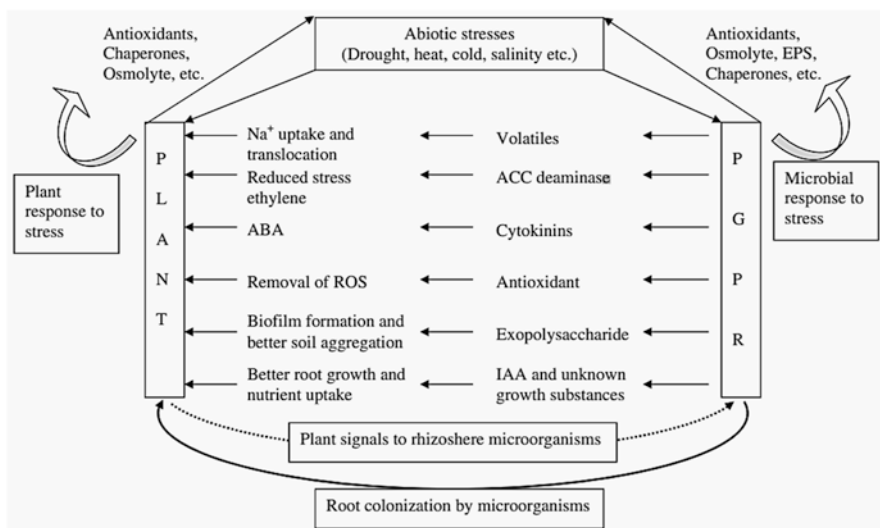 Antioxidants,
Chaperones,
Osmolyte, etc.
Abiotic stresses
(Drought, heat, cold, salinity etc.)
Antioxidants,
Osmolyte, EPS,
Chaperones, etc.
Plant
response to
stress
P
L
A
N
T
Na⁺ uptake and
translocation
Volatiles
Reduced stress
ethylene
ACC deaminase
ABA
Cytokinins
Removal of ROS
Antioxidant
Biofilm formation and
better soil aggregation
Exopolysaccharide
Better root growth and
nutrient uptake
IAA and unknown
growth substances
P
G
P
R
Microbial
response to
stress
Plant signals to rhizoshere microorganisms
Root colonization by microorganisms